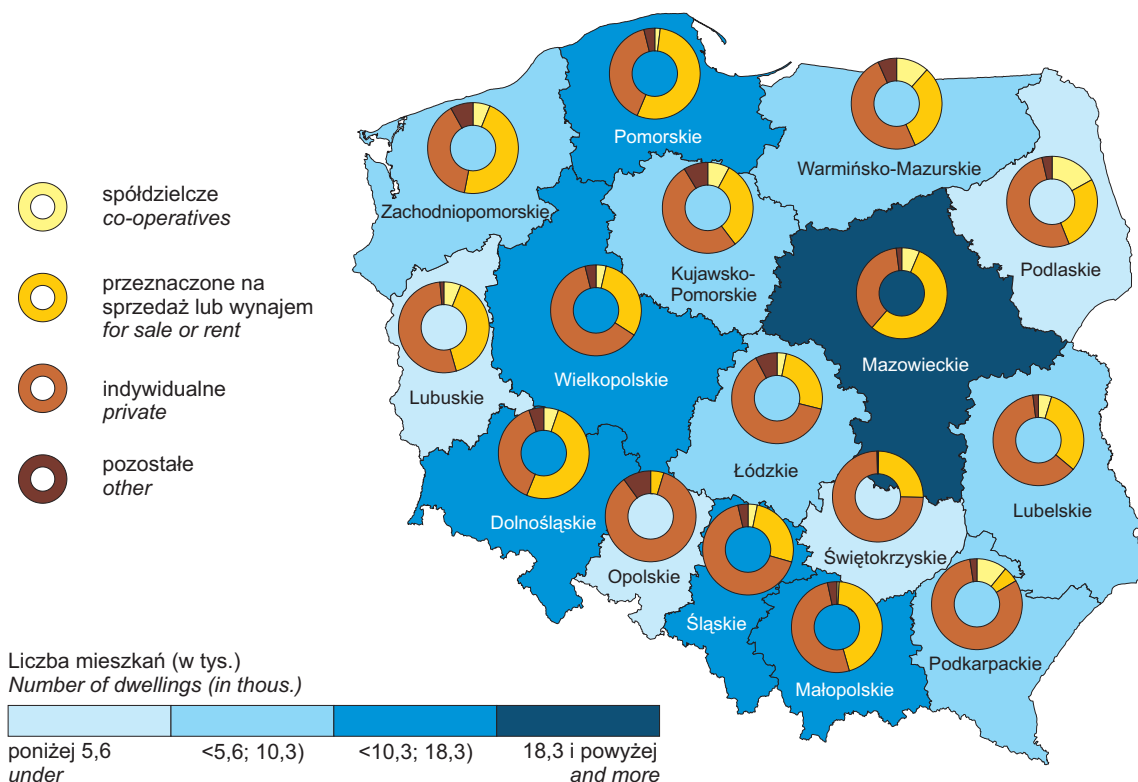 Pomorskie
Warmińsko-Mazurskie
Zachodniopomorskie
Kujawsko-
Pomorskie
Podlaskie
Mazowieckie
Wielkopolskie
Lubuskie
Łódzkie
Lubelskie
Dolnośląskie
Opolskie
Świętokrzyskie
Śląskie
Małopolskie
Podkarpackie
spółdzielcze
co-operatives
przeznaczone na
sprzedaż lub wynajem
for sale or rent
indywidualne
private
pozostałe
other
Liczba mieszkań (w tys.)
Number of dwellings (in thous.)
poniżej 5,6
under
<5,6; 10,3)
<10,3; 18,3)
18,3 i powyżej
and more